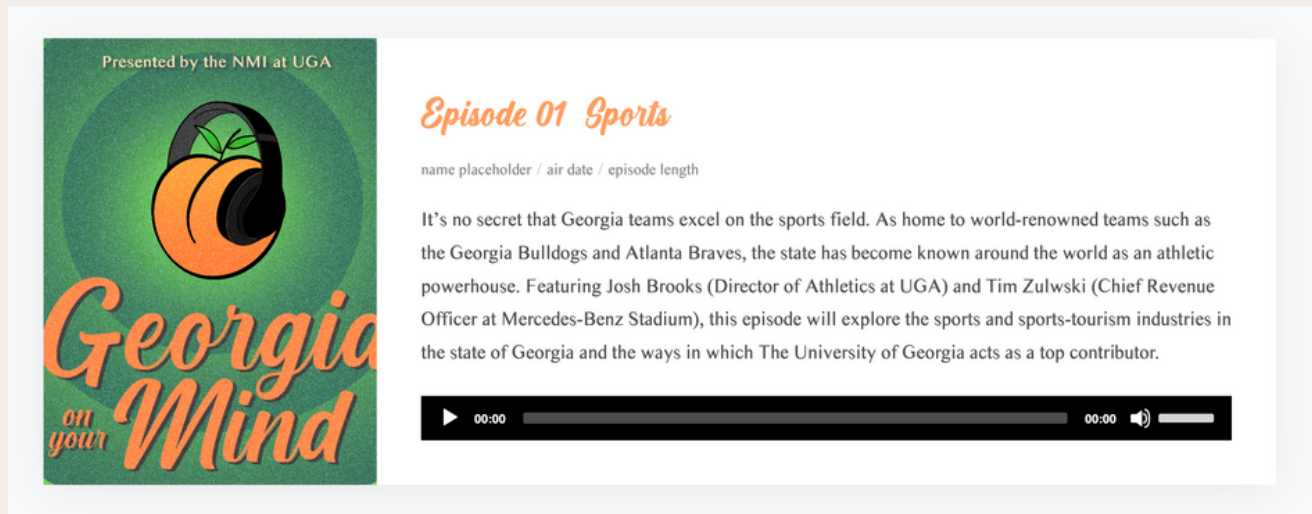 Presented by the NMI at UGA
Georgia
on your Mind
Episode 01 Sports
name placeholder / air date / episode length
It's no secret that Georgia teams excel on the sports field. As home to world-renowned teams such as
the Georgia Bulldogs and Atlanta Braves, the state has become known around the world as an athletic
powerhouse. Featuring Josh Brooks (Director of Athletics at UGA) and Tim Zulwski (Chief Revenue
Officer at Mercedes-Benz Stadium), this episode will explore the sports and sports-tourism industries in
the state of Georgia and the ways in which The University of Georgia acts as a top contributor.
00:00 00:00